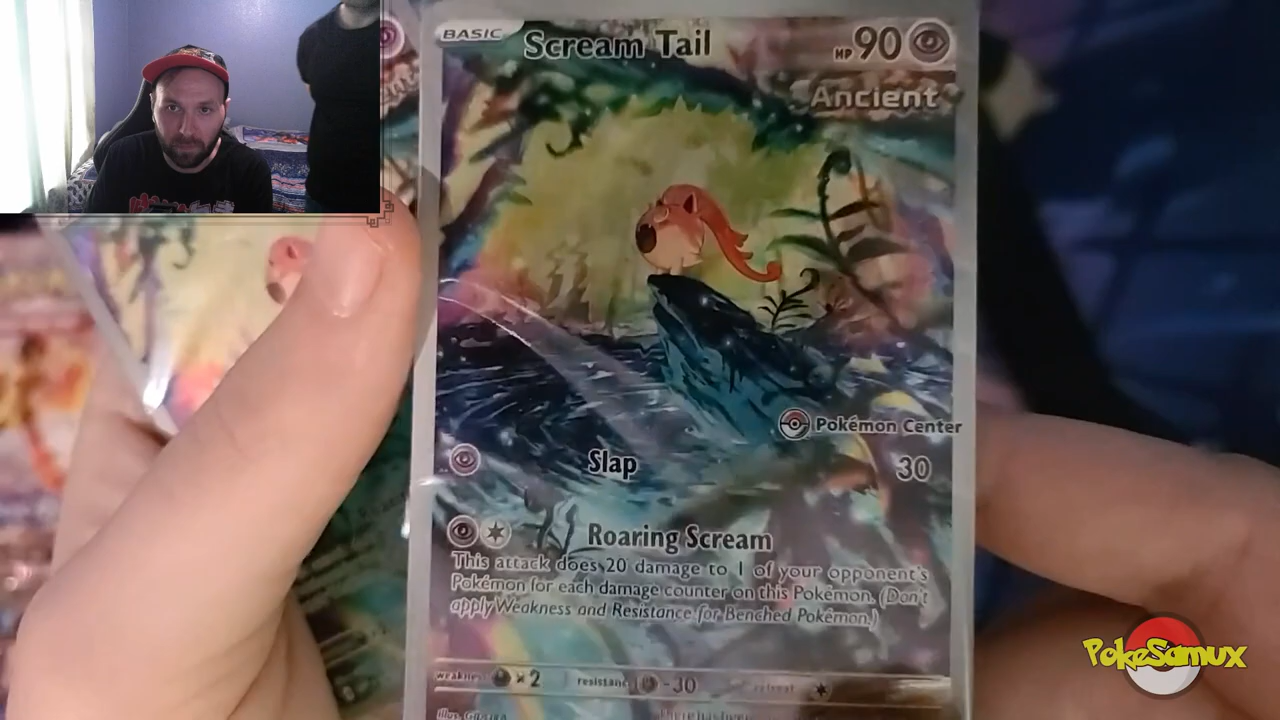 BASIC Scream Tail HP 90
Ancient
Pokémon Center
Slap 30
Roaring Scream
This attack does 20 damage to 1 of your opponent's
Pokémon for each damage counter on this Pokémon. (Don't
apply Weakness and Resistance for Benched Pokémon.)
weakness ×2 resistance -30 retreat
illus.
PokeSamux